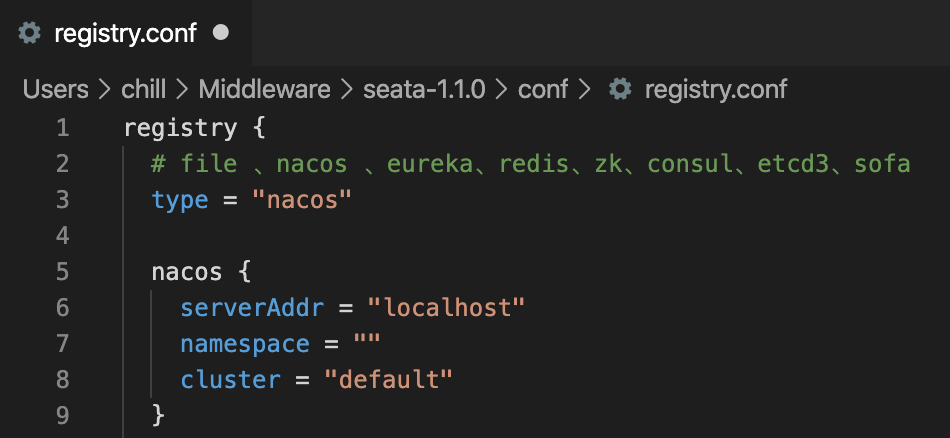 registry.conf
Users > chill > Middleware > seata-1.1.0 > conf > registry.conf
1 registry {
2 # file 、nacos 、eureka、redis、zk、consul、etcd3、sofa
3 type = "nacos"
4
5 nacos {
6 serverAddr = "localhost"
7 namespace = ""
8 cluster = "default"
9 }